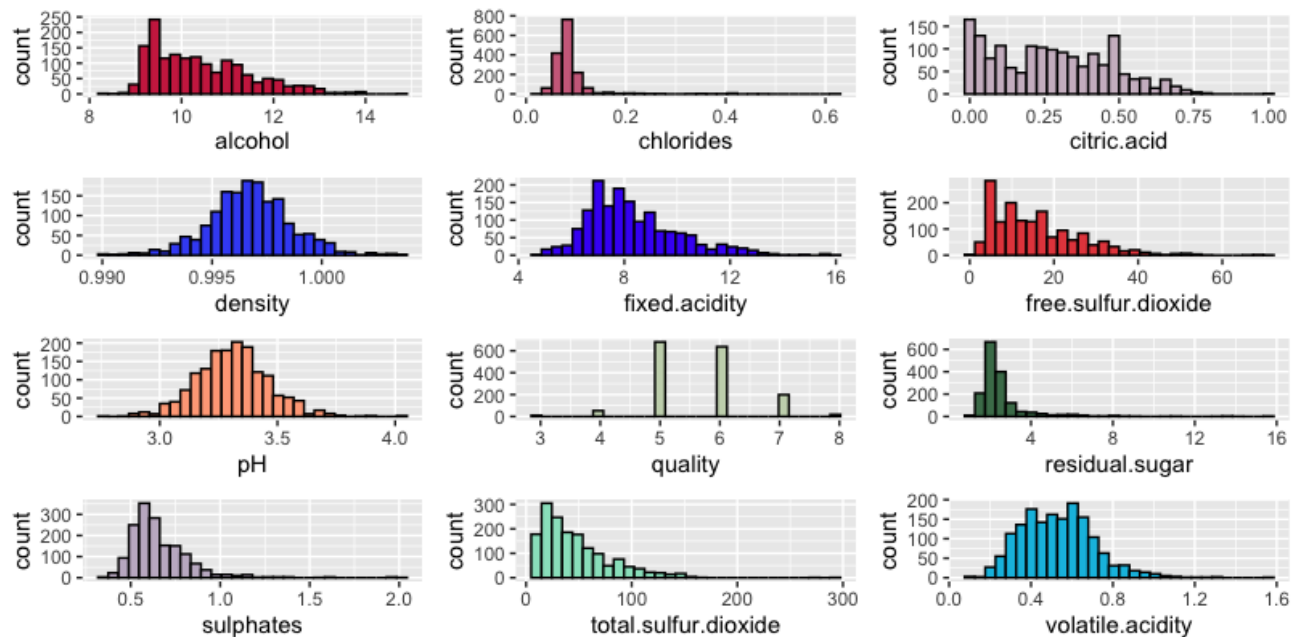 count
250
200
150
100
50
0
8 10 12 14
alcohol
count
800
600
400
200
0
0.0 0.2 0.4 0.6
chlorides
count
150
100
50
0
0.00 0.25 0.50 0.75 1.00
citric.acid
count
150
100
50
0
0.990 0.995 1.000
density
count
200
150
100
50
0
4 8 12 16
fixed.acidity
count
200
100
0
0 20 40 60
free.sulfur.dioxide
count
200
150
100
50
0
3.0 3.5 4.0
pH
count
600
400
200
0
3 4 5 6 7 8
quality
count
600
400
200
0
4 8 12 16
residual.sugar
count
300
200
100
0
0.5 1.0 1.5 2.0
sulphates
count
300
200
100
0
0 100 200 300
total.sulfur.dioxide
count
200
150
100
50
0
0.0 0.4 0.8 1.2 1.6
volatile.acidity